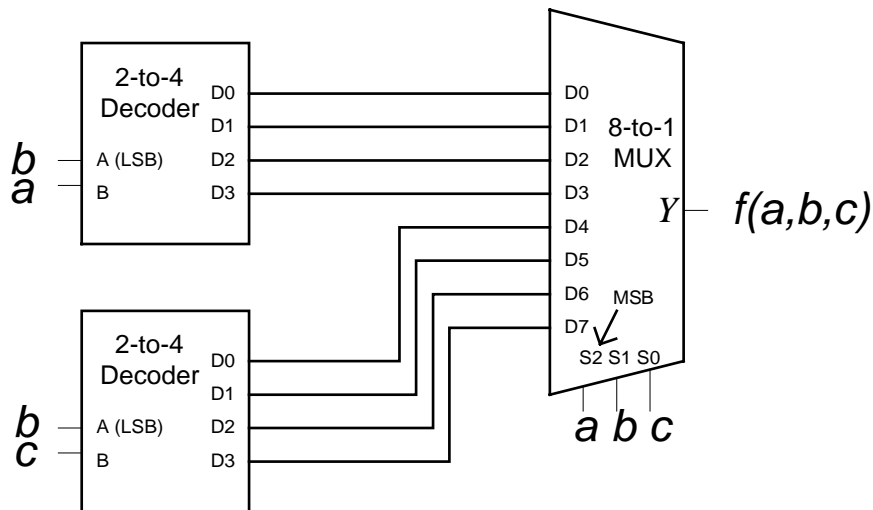 2-to-4
Decoder
D0
D1
A (LSB)
D2
B
D3
b
a
2-to-4
Decoder
D0
D1
A (LSB)
D2
B
D3
b
c
D0
D1
D2
D3
D4
D5
D6
D7
8-to-1
MUX
Y
MSB
S2 S1 S0
a b c
f(a,b,c)